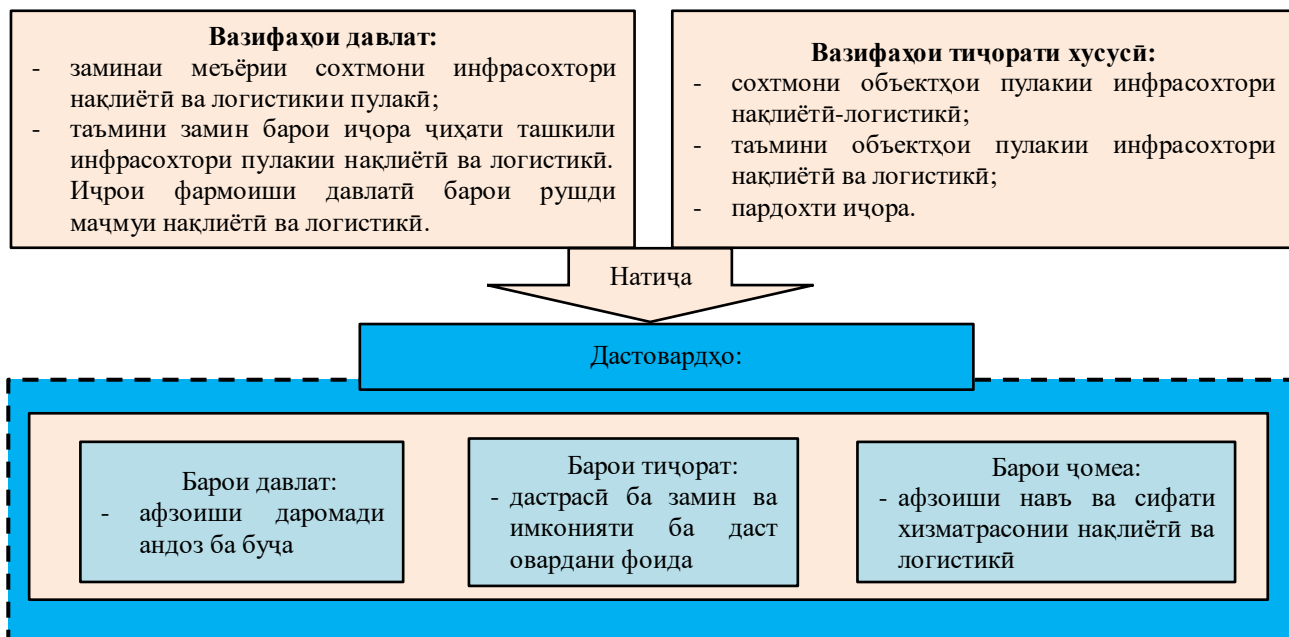 Вазифаҳои давлат:
- заминаи меъёрии сохтмони инфрасохтори
нақлиётӣ ва логистикии пулакӣ;
- таъмини замин барои иҷора ҷиҳати ташкили
инфрасохтори пулакии нақлиётӣ ва логистикӣ.
Иҷрои фармоиши давлатӣ барои рушди
маҷмуи нақлиётӣ ва логистикӣ.
Вазифаҳои тиҷорати хусусӣ:
- сохтмони объектҳои пулакии инфрасохтори
нақлиётӣ-логистикӣ;
- таъмини объектҳои пулакии инфрасохтори
нақлиётӣ ва логистикӣ;
- пардохти иҷора.
Натиҷа
Дастовардҳо:
Барои давлат:
- афзоиши даромади
андоз ба буҷа
Барои тиҷорат:
- дастрасӣ ба замин ва
имконияти ба даст
овардани фоида
Барои ҷомеа:
- афзоиши навъ ва сифати
хизматрасонии нақлиётӣ ва
логистикӣ